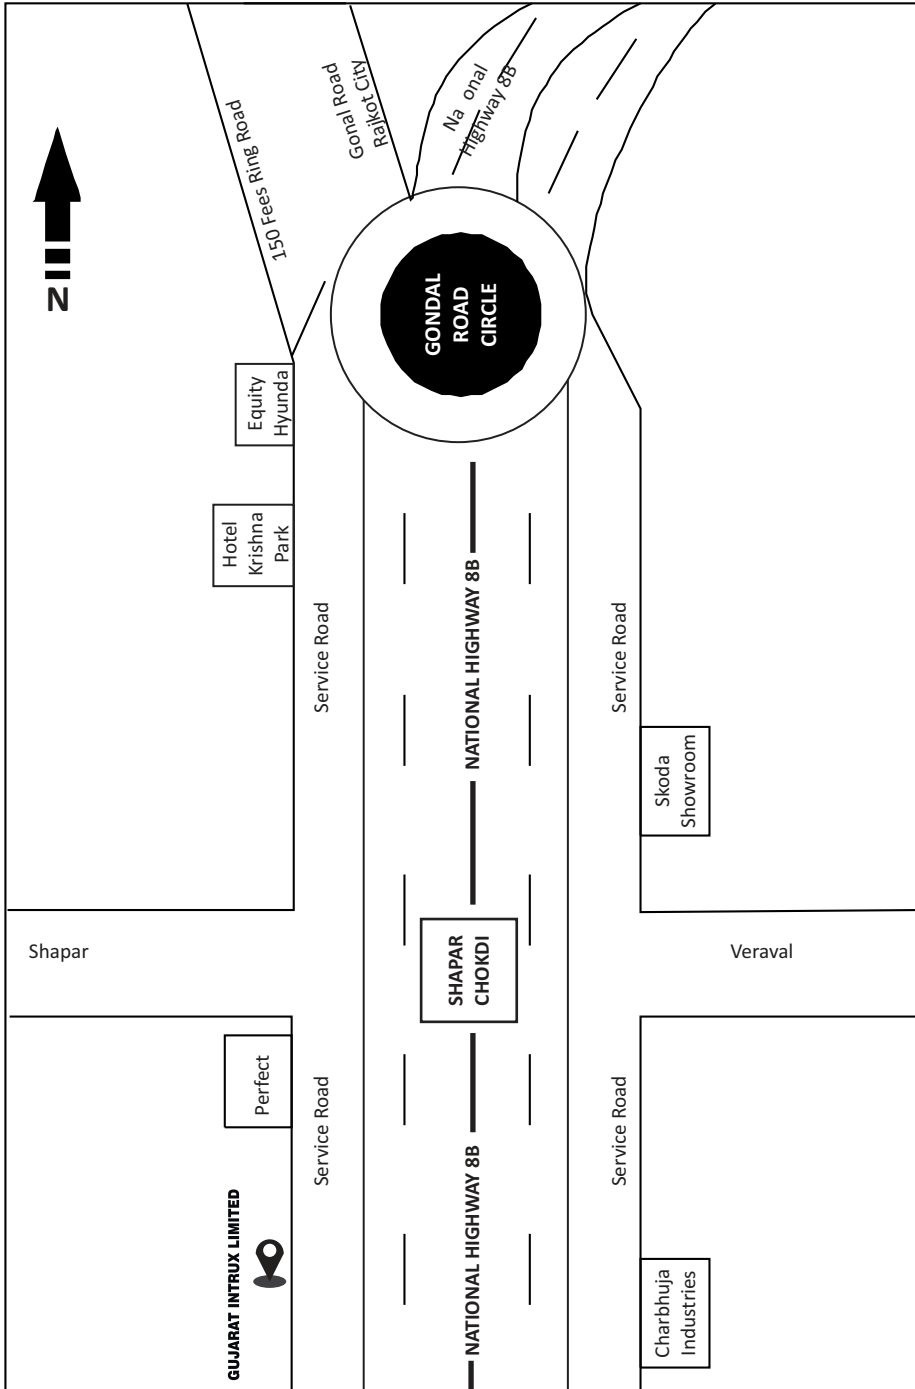 150 Fees Ring Road
Gonal Road
Rajkot City
Na onal
Highway 8B
N
GONDAL
ROAD
CIRCLE
Equity
Hyunda
Hotel
Krishna
Park
Service Road
NATIONAL HIGHWAY 8B
Service Road
Skoda
Showroom
Shapar
SHAPAR
CHOKDI
Veraval
Perfect
Service Road
NATIONAL HIGHWAY 8B
Service Road
GUJARAT INTRUX LIMITED
Charbhuja
Industries